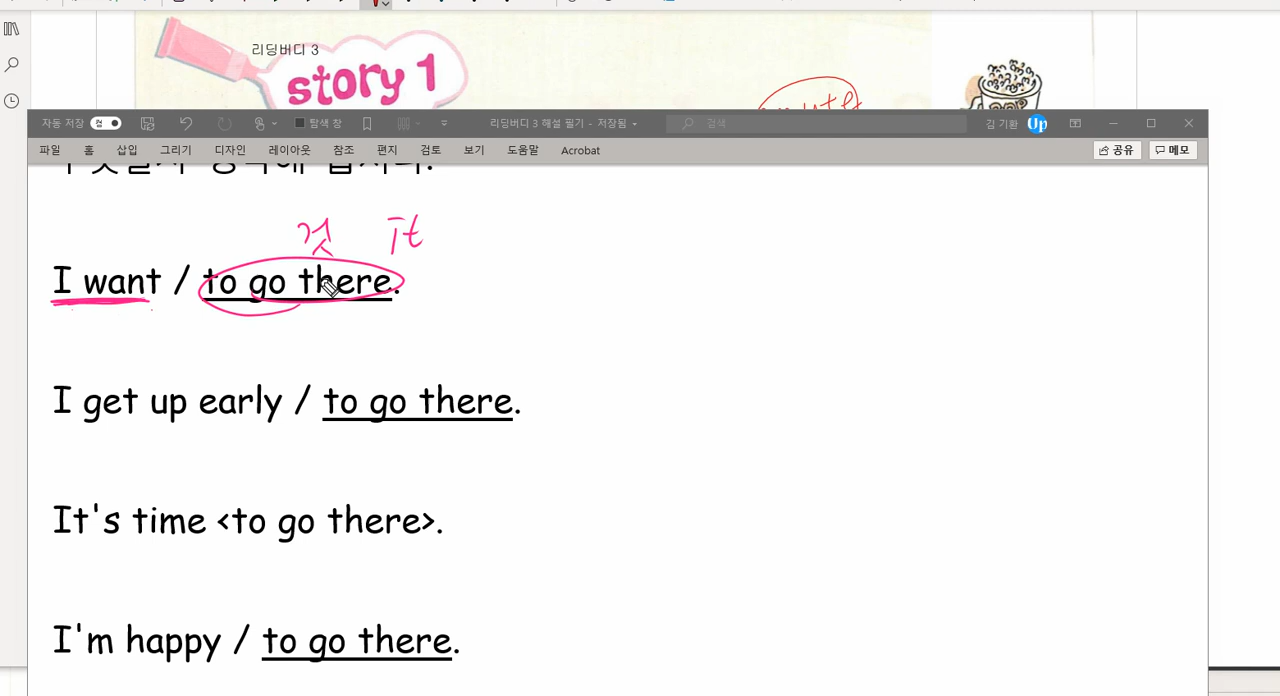 리딩버디 3
story 1
자동 저장 컴 탐색 창 리딩버디 3 해설 필기 - 저장됨 검색 김 기환 Up
파일 홈 삽입 그리기 디자인 레이아웃 참조 편지 검토 보기 도움말 Acrobat 공유 메모
것 it
I want / to go there.
I get up early / to go there.
It's time <to go there>.
I'm happy / to go there.